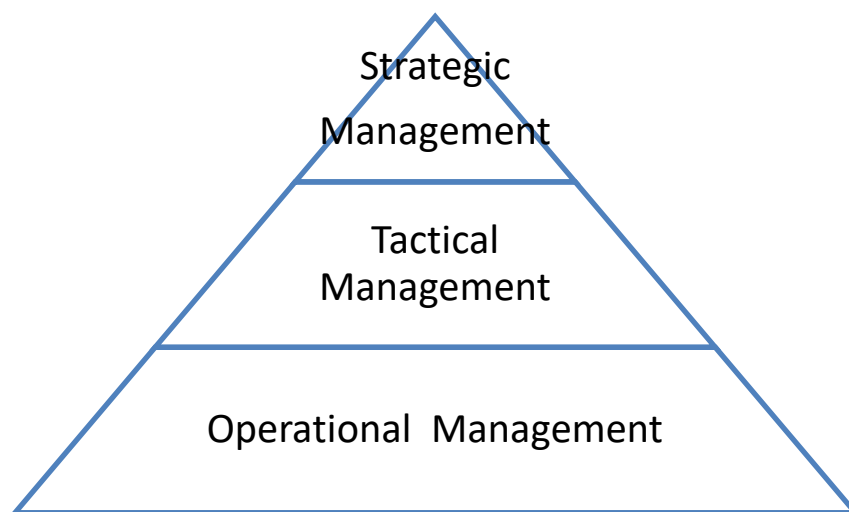 Strategic
Management
Tactical
Management
Operational  Management